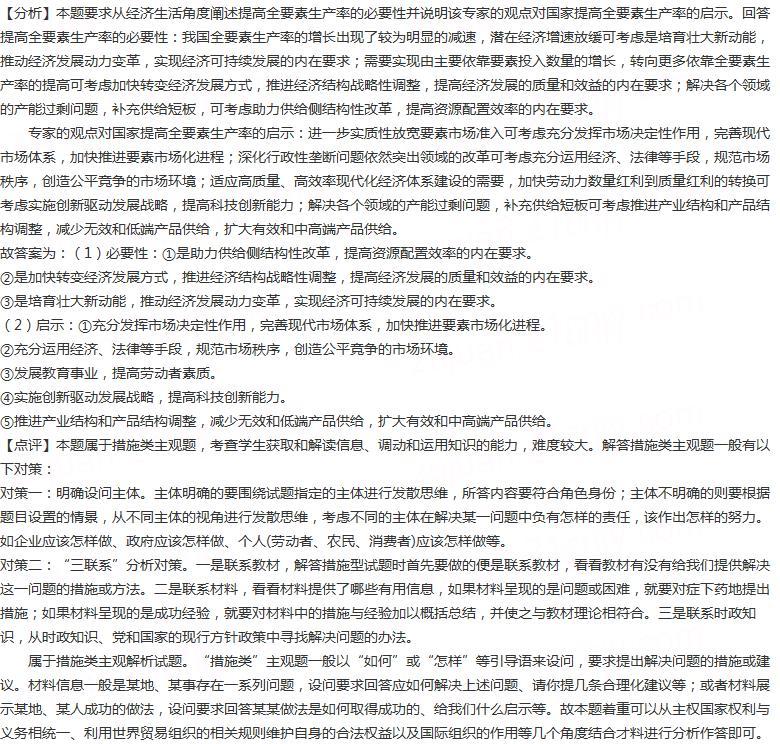 【分析】本题要求从经济生活角度阐述提高全要素生产率的必要性并说明该专家的观点对国家提高全要素生产率的启示。回答
提高全要素生产率的必要性：我国全要素生产率的增长出现了较为明显的减速，潜在经济增速放缓可考虑是培育壮大新动能，
推动经济发展动力变革，实现经济可持续发展的内在要求；需要实现由主要依靠要素投入数量的增长，转向更多依靠全要素生
产率的提高可考虑加快转变经济发展方式，推进经济结构战略性调整，提高经济发展的质量和效益的内在要求；解决各个领域
的产能过剩问题，补充供给短板，可考虑助力供给侧结构性改革，提高资源配置效率的内在要求。
专家的观点对国家提高全要素生产率的启示：进一步实质性放宽要素市场准入可考虑充分发挥市场决定性作用，完善现代
市场体系，加快推进要素市场化进程；深化行政性垄断问题依然突出领域的改革可考虑充分运用经济、法律等手段，规范市场
秩序，创造公平竞争的市场环境；适应高质量、高效率现代化经济体系建设的需要，加快劳动力数量红利到质量红利的转换可
考虑实施创新驱动发展战略，提高科技创新能力；解决各个领域的产能过剩问题，补充供给短板可考虑推进产业结构和产品结
构调整，减少无效和低端产品供给，扩大有效和中高端产品供给。
故答案为：（1）必要性：①是助力供给侧结构性改革，提高资源配置效率的内在要求。
②是加快转变经济发展方式，推进经济结构战略性调整，提高经济发展的质量和效益的内在要求。
③是培育壮大新动能，推动经济发展动力变革，实现经济可持续发展的内在要求。
（2）启示：①充分发挥市场决定性作用，完善现代市场体系，加快推进要素市场化进程。
②充分运用经济、法律等手段，规范市场秩序，创造公平竞争的市场环境。
③发展教育事业，提高劳动者素质。
④实施创新驱动发展战略，提高科技创新能力。
⑤推进产业结构和产品结构调整，减少无效和低端产品供给，扩大有效和中高端产品供给。
【点评】本题属于措施类主观题，考查学生获取和解读信息、调动和运用知识的能力，难度较大。解答措施类主观题一般有以
下对策：
对策一：明确设问主体。主体明确的要围绕试题指定的主体进行发散思维，所答内容要符合角色身份；主体不明确的则要根据
题目设置的情景，从不同主体的视角进行发散思维，考虑不同的主体在解决某一问题中负有怎样的责任，该作出怎样的努力。
如企业应该怎样做、政府应该怎样做、个人(劳动者、农民、消费者)应该怎样做等。
对策二：“三联系”分析对策。一是联系教材，解答措施型试题时首先要做的便是联系教材，看看教材有没有给我们提供解决
这一问题的措施或方法。二是联系材料，看看材料提供了哪些有用信息，如果材料呈现的是问题或困难，就要对症下药地提出
措施；如果材料呈现的是成功经验，就要对材料中的措施与经验加以概括总结，并使之与教材理论相符合。三是联系时政知
识，从时政知识、党和国家的现行方针政策中寻找解决问题的办法。
属于措施类主观解析试题。“措施类”主观题一般以“如何”或“怎样”等引导语来设问，要求提出解决问题的措施或建
议。材料信息一般是某地、某事存在一系列问题，设问要求回答应如何解决上述问题、请你提几条合理化建议等；或者材料展
示某地、某人成功的做法，设问要求回答某某做法是如何取得成功的、给我们什么启示等。故本题着重可以从主权国家权利与
义务相统一、利用世界贸易组织的相关规则维护自身的合法权益以及国际组织的作用等几个角度结合才料进行分析作答即可。